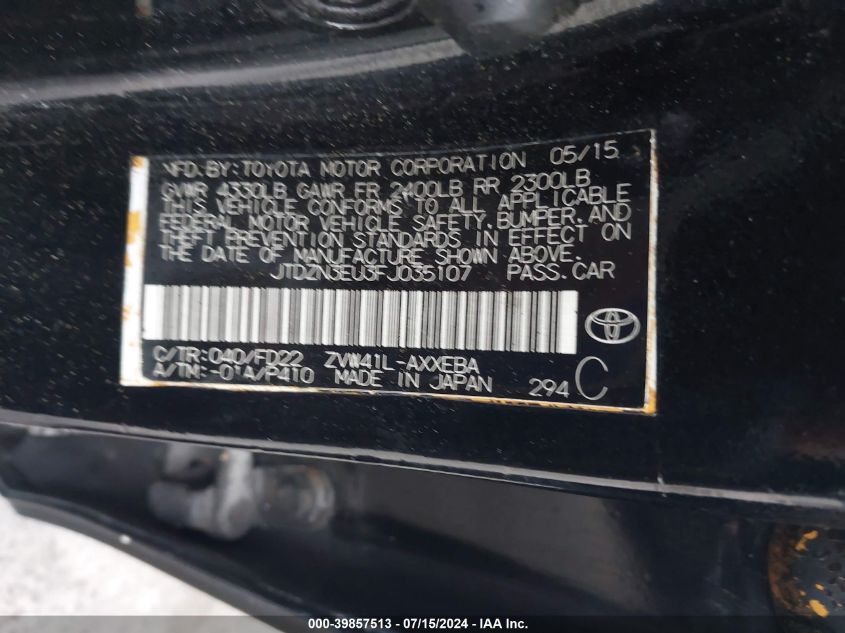 MFD.BY:TOYOTA MOTOR CORPORATION 05/15
GVWR 4330LB GAWR FR 2400LB RR 2300LB
THIS VEHICLE CONFORMS TO ALL APPLICABLE
FEDERAL MOTOR VEHICLE SAFETY,BUMPER,AND
THEFT PREVENTION STANDARDS IN EFFECT ON
THE DATE OF MANUFACTURE SHOWN ABOVE.
JTDZN3EU3FJ035107 PASS.CAR
C/TR:040/FD22 ZVW41L-AXXEBA
A/TM:-01A/P410 MADE IN JAPAN 294 C
000-39857513 - 07/15/2024 - IAA Inc.